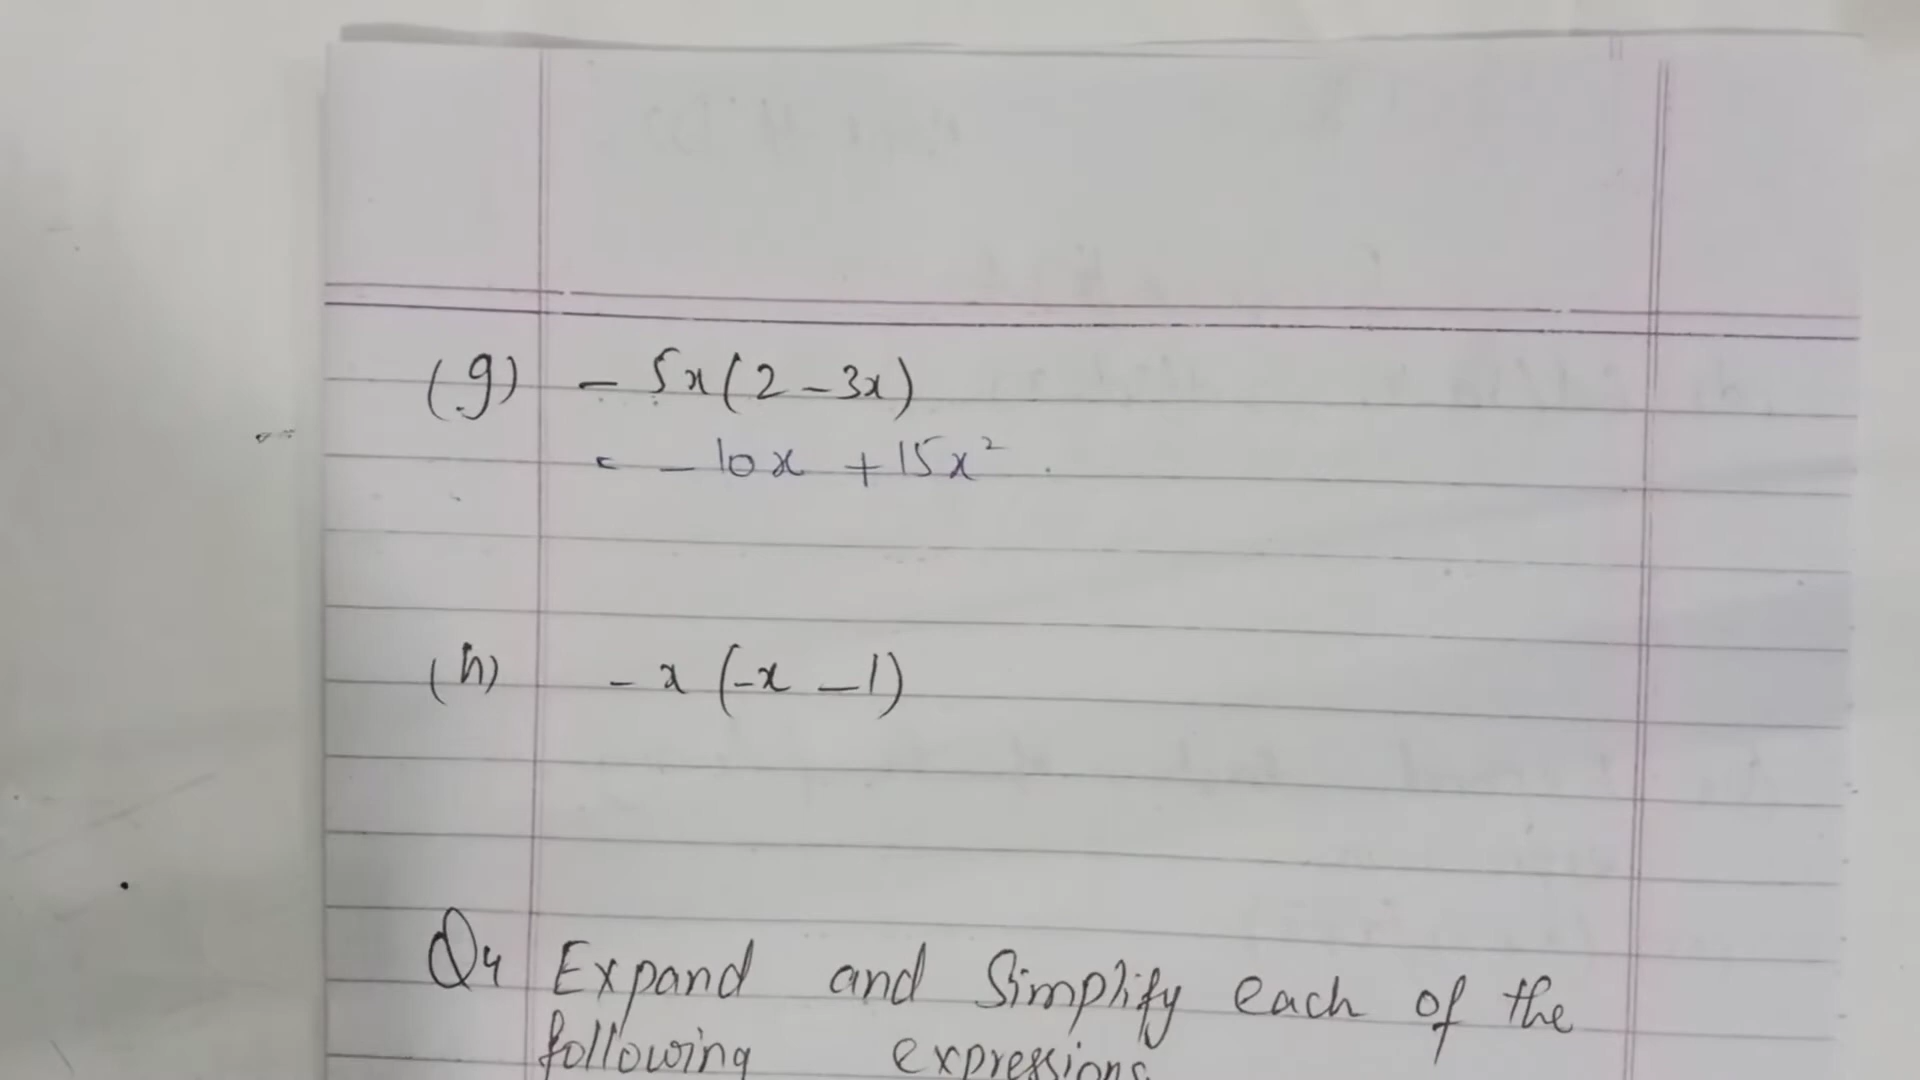 (g) - 5x(2-3x)
= - 10x + 15x²
(h) - x (-x - 1)
Q4 Expand and Simplify each of the
following expressions